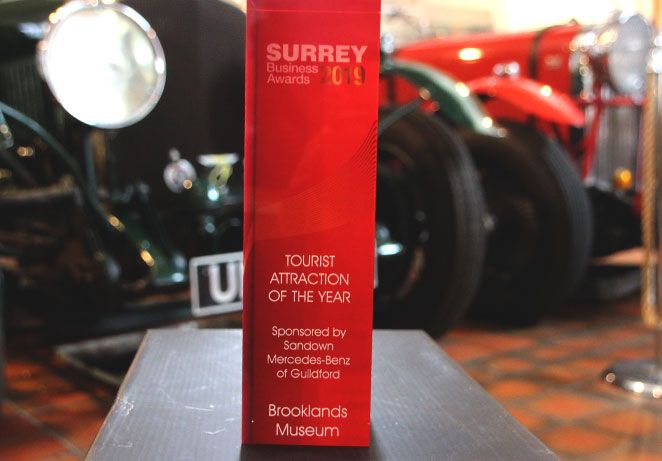 SURREY
Business
Awards 2019
TOURIST
ATTRACTION
OF THE YEAR
Sponsored by
Sandown
Mercedes-Benz
of Guildford
Brooklands
Museum
U